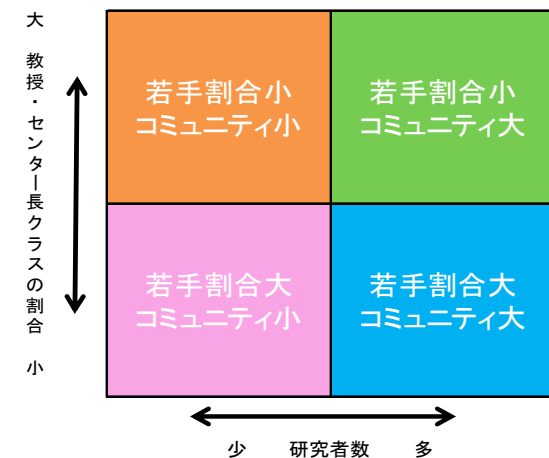 大 教授・センター長クラスの割合 小
若手割合小
コミュニティ小
若手割合小
コミュニティ大
若手割合大
コミュニティ小
若手割合大
コミュニティ大
少 研究者数 多